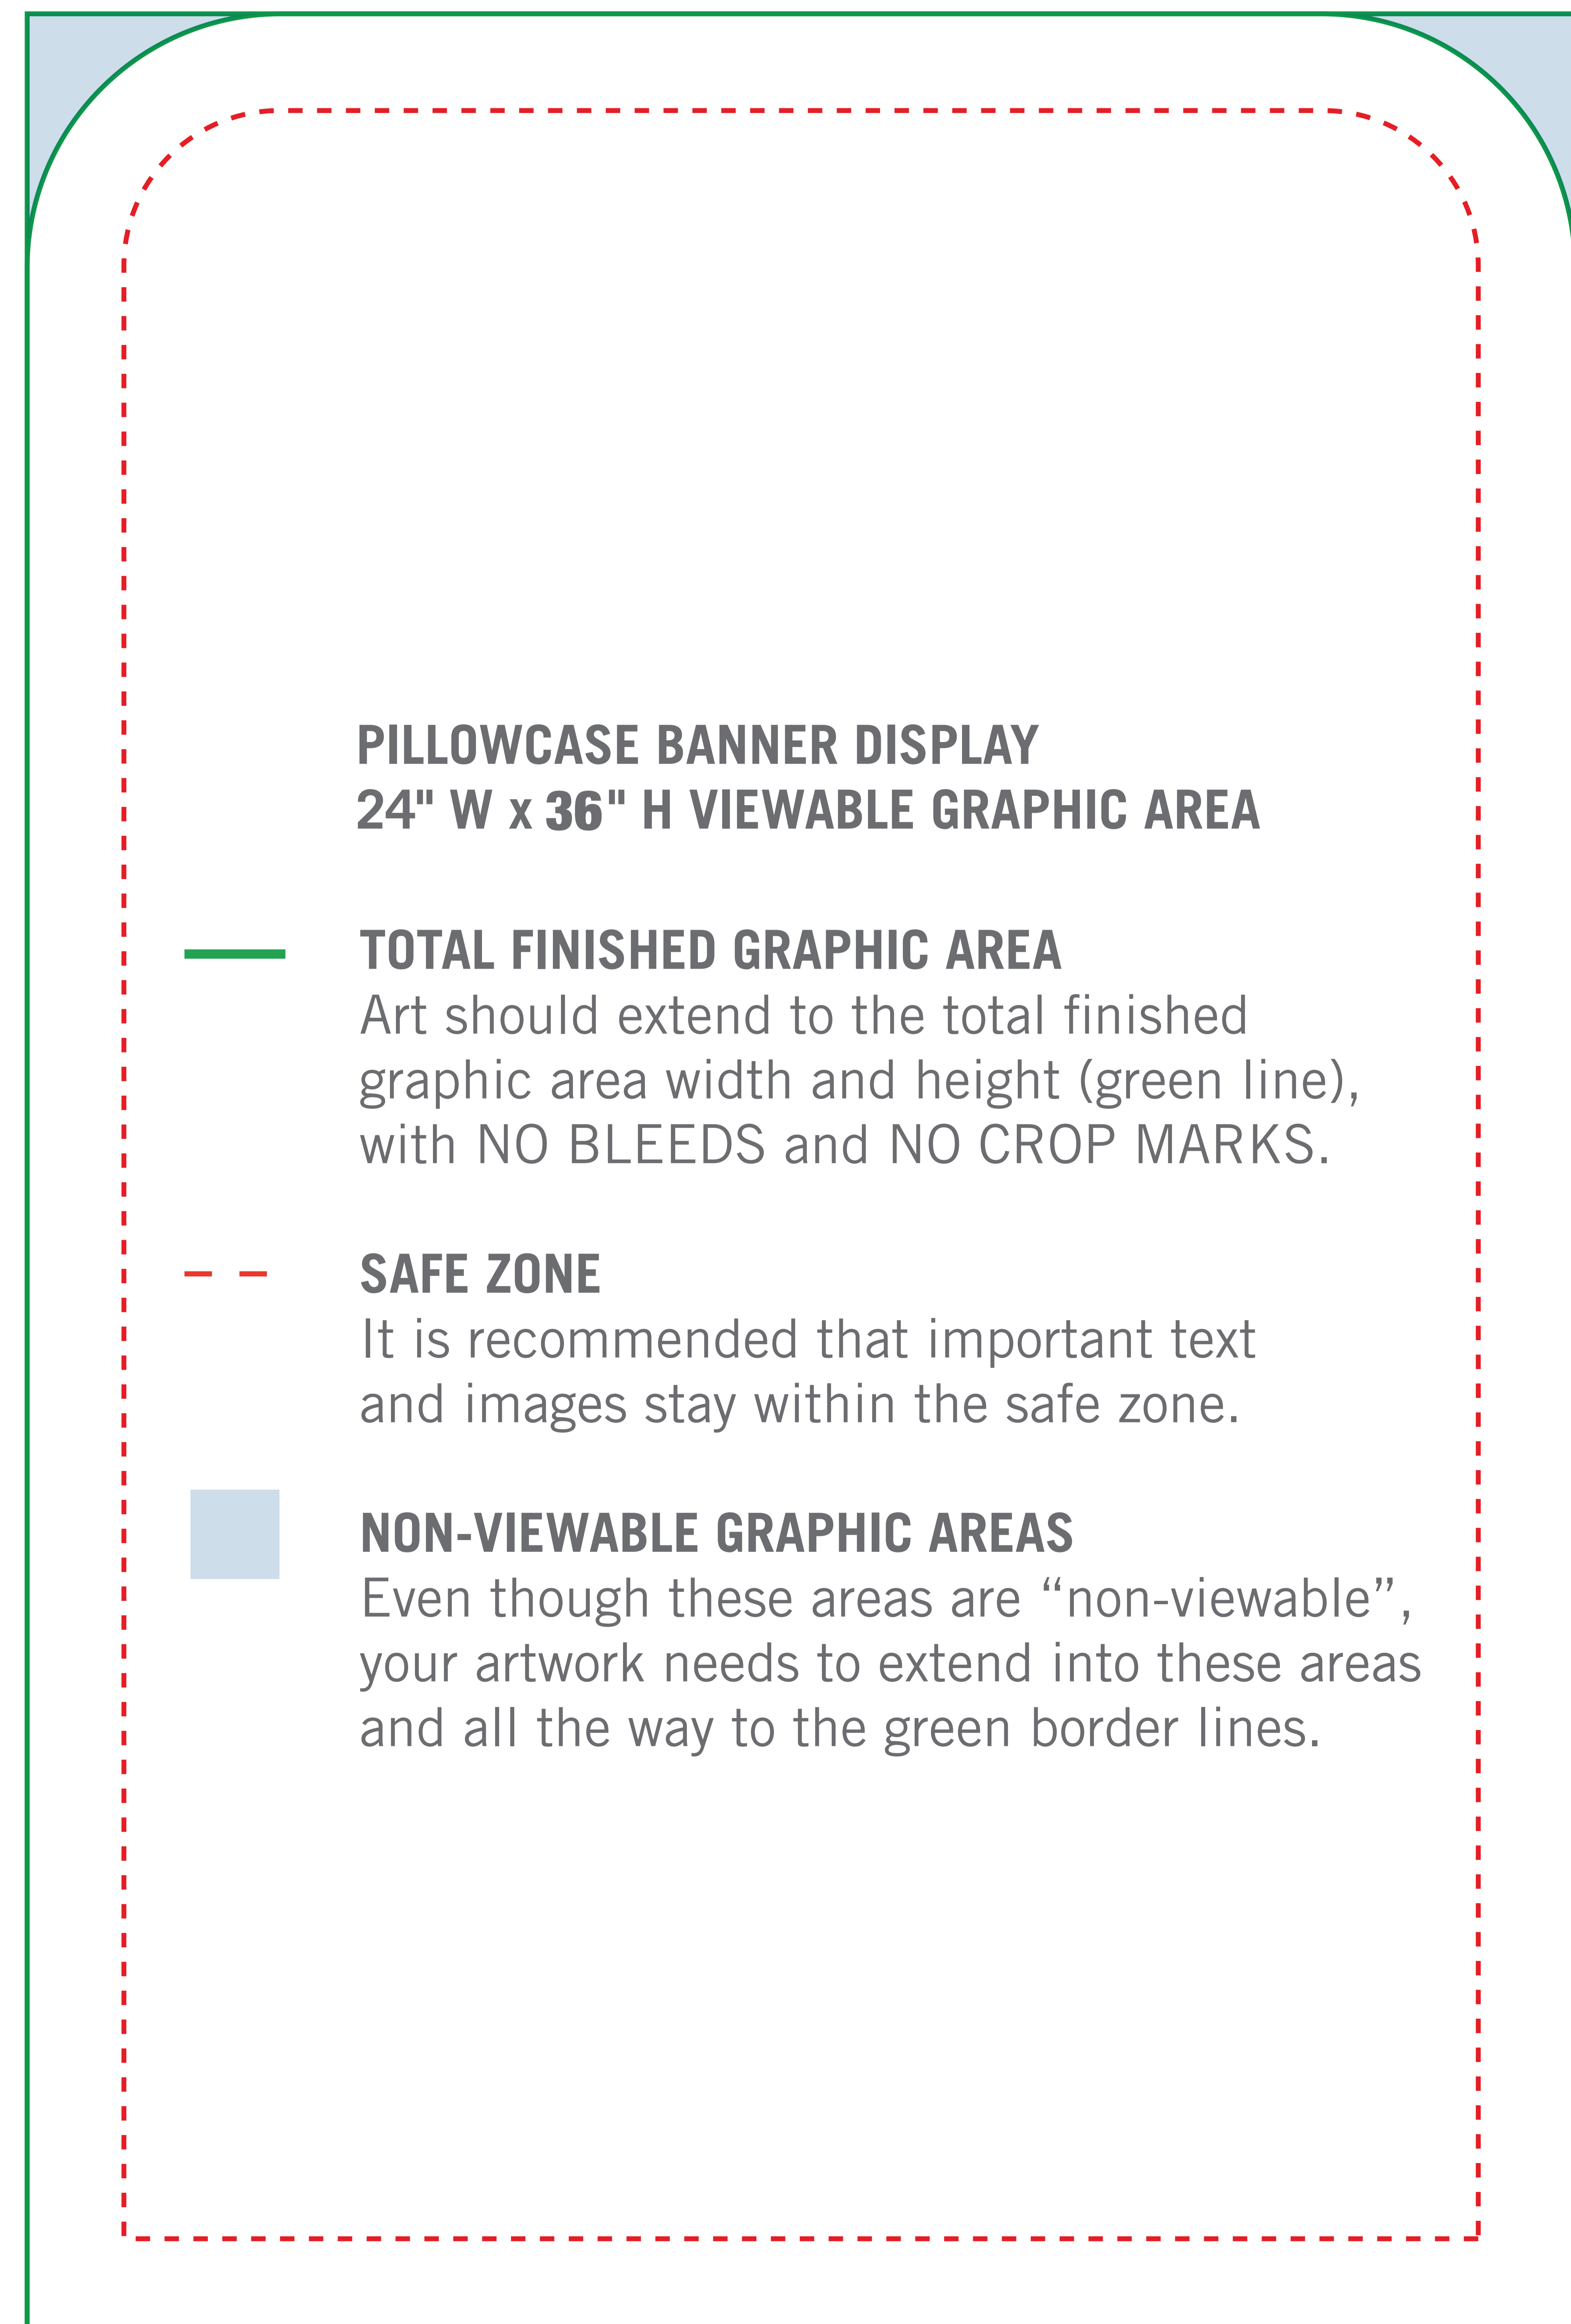 PILLOWCASE BANNER DISPLAY
24" W x 36" H VIEWABLE GRAPHIC AREA
TOTAL FINISHED GRAPHIC AREA
Art should extend to the total finished
graphic area width and height (green line),
with NO BLEEDS and NO CROP MARKS.
SAFE ZONE
It is recommended that important text
and images stay within the safe zone.
NON-VIEWABLE GRAPHIC AREAS
Even though these areas are “non-viewable”,
your artwork needs to extend into these areas
and all the way to the green border lines.